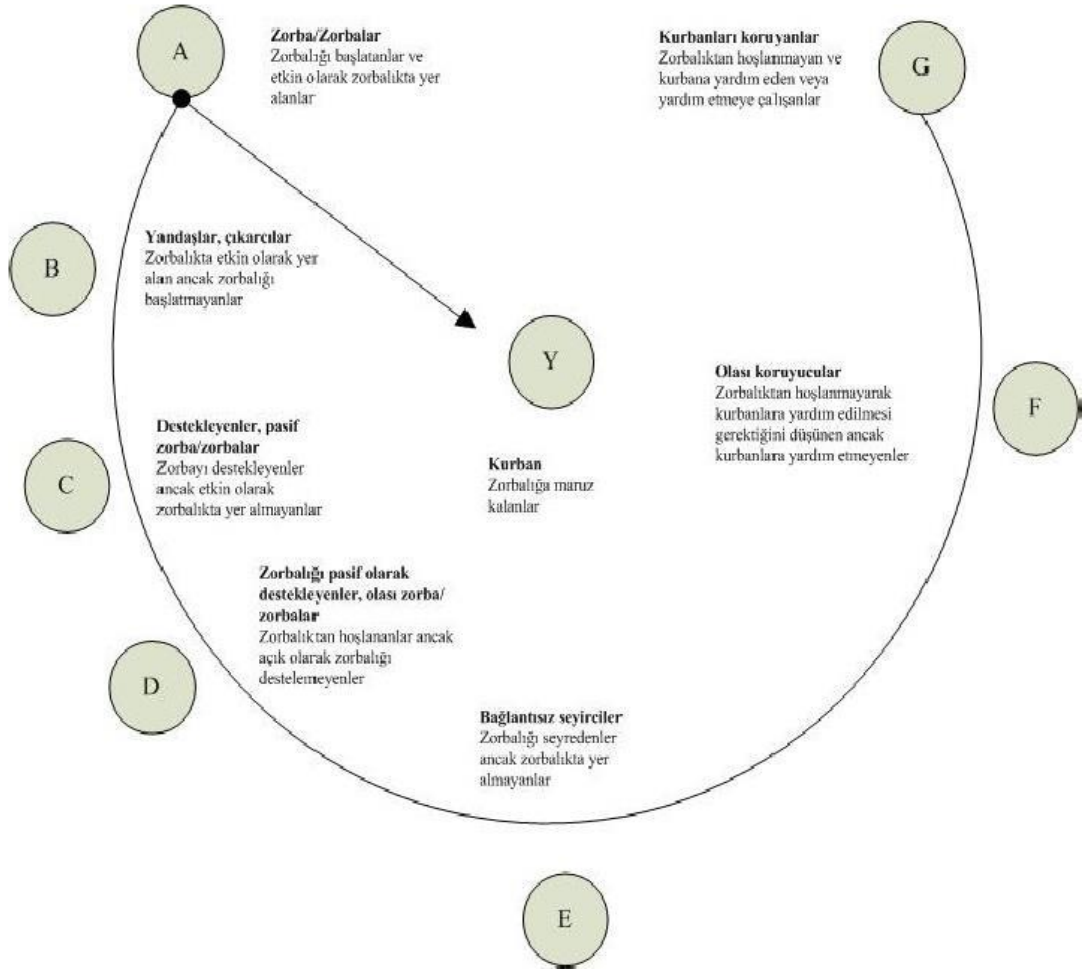 A
Zorba/Zorbalar
Zorbalığı başlatanlar ve
etkin olarak zorbalıkta yer
alanlar
Kurbanları koruyanlar
Zorbalıktan hoşlanmayan ve
kurbana yardım eden veya
yardım etmeye çalışanlar
G
B
Yandaşlar, çıkarcılar
Zorbalıkta etkin olarak yer
alan ancak zorbalığı
başlatmayanlar
Y
Olası koruyucular
Zorbalıktan hoşlanmayarak
kurbanlara yardım edilmesi
gerektiğini düşünen ancak
kurbanlara yardım etmeyenler
F
C
Destekleyenler, pasif
zorba/zorbalar
Zorbayı destekleyenler
ancak etkin olarak
zorbalıkta yer almayanlar
Kurban
Zorbalığa maruz
kalanlar
D
Zorbalığı pasif olarak
destekleyenler, olası zorba/
zorbalar
Zorbalıktan hoşlananlar ancak
açık olarak zorbalığı
destelemeyenler
Bağlantısız seyirciler
Zorbalığı seyredenler
ancak zorbalıkta yer
almayanlar
E